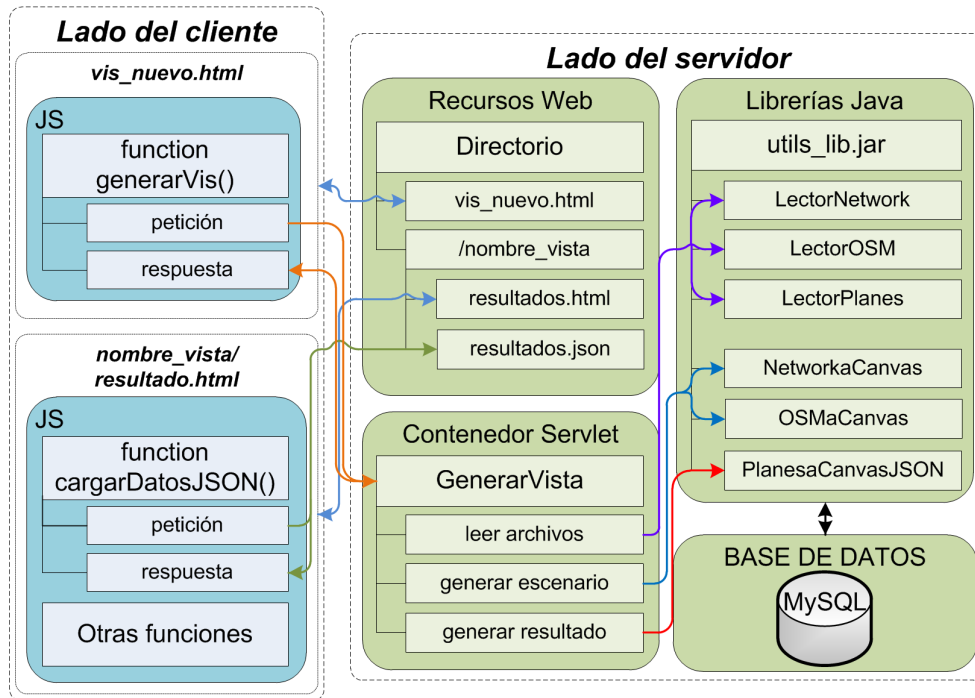 Lado del cliente
vis_nuevo.html
JS
function
generarVis()
petición
respuesta
nombre_vista/
resultado.html
JS
function
cargarDatosJSON()
petición
respuesta
Otras funciones
Lado del servidor
Recursos Web
Directorio
vis_nuevo.html
/nombre_vista
resultados.html
resultados.json
Contenedor Servlet
GenerarVista
leer archivos
generar escenario
generar resultado
Librerías Java
utils_lib.jar
LectorNetwork
LectorOSM
LectorPlanes
NetworkaCanvas
OSMaCanvas
PlanesaCanvasJSON
BASE DE DATOS
MySQL